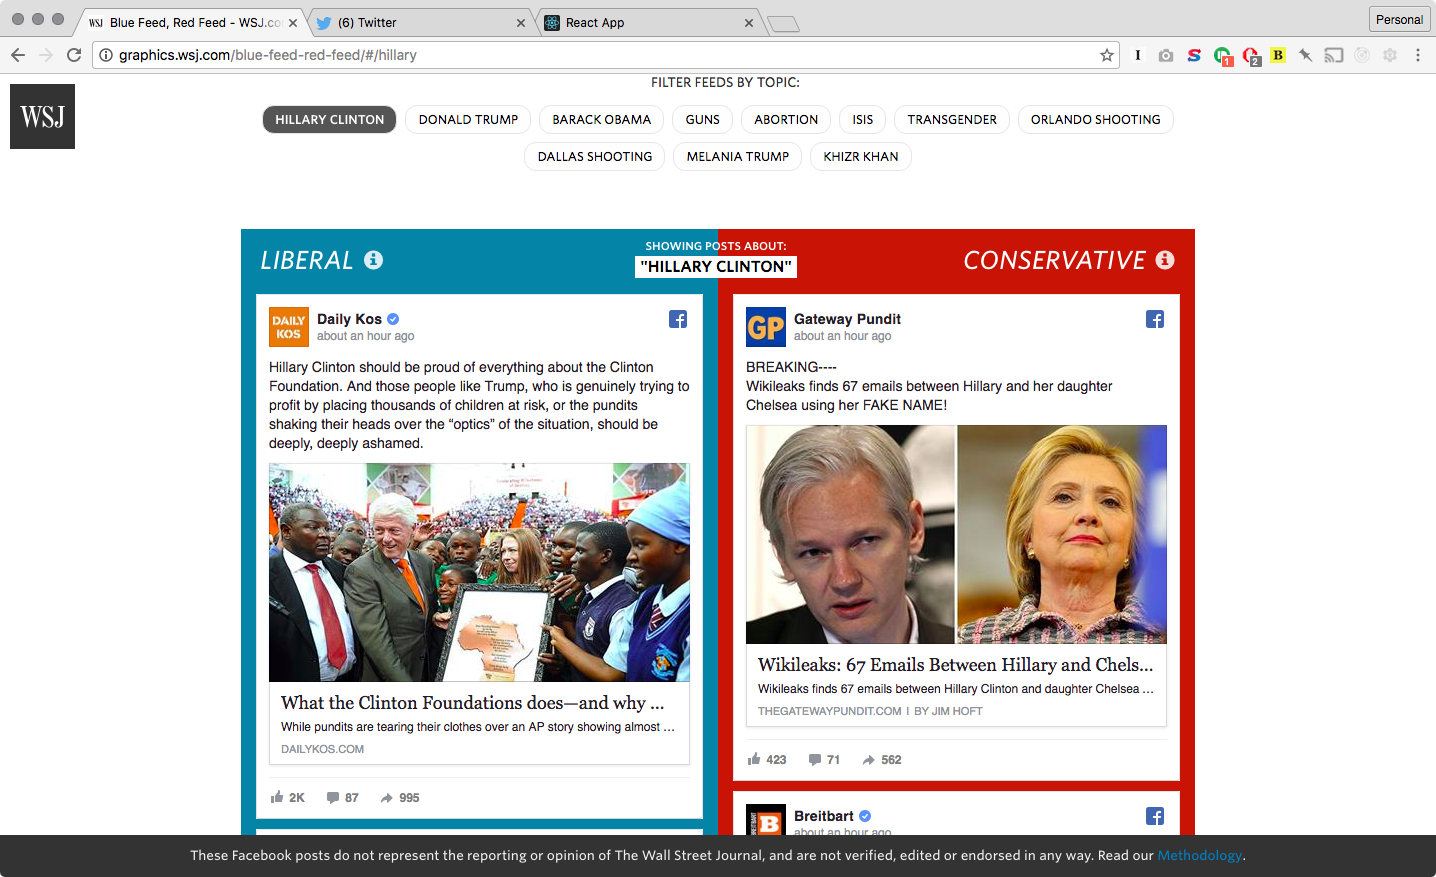 Blue Feed, Red Feed - WSJ.co
(6) Twitter
React App
Personal
graphics.wsj.com/blue-feed-red-feed/#/hillary
1
2
B
WSJ
FILTER FEEDS BY TOPIC:
HILLARY CLINTON
DONALD TRUMP
BARACK OBAMA
GUNS
ABORTION
ISIS
TRANSGENDER
ORLANDO SHOOTING
DALLAS SHOOTING
MELANIA TRUMP
KHIZR KHAN
LIBERAL
SHOWING POSTS ABOUT:
"HILLARY CLINTON"
CONSERVATIVE
DAILY
KOS
Daily Kos
about an hour ago
Hillary Clinton should be proud of everything about the Clinton
Foundation. And those people like Trump, who is genuinely trying to
profit by placing thousands of children at risk, or the pundits
shaking their heads over the “optics” of the situation, should be
deeply, deeply ashamed.
What the Clinton Foundations does—and why ...
While pundits are tearing their clothes over an AP story showing almost ...
DAILYKOS.COM
2K
87
995
GP
Gateway Pundit
about an hour ago
BREAKING----
Wikileaks finds 67 emails between Hillary and her daughter
Chelsea using her FAKE NAME!
Wikileaks: 67 Emails Between Hillary and Chels...
Wikileaks finds 67 emails between Hillary Clinton and daughter Chelsea ...
THEGATEWAYPUNDIT.COM | BY JIM HOFT
423
71
562
BREITBART
B
Breitbart
about an hour ago
These Facebook posts do not represent the reporting or opinion of The Wall Street Journal, and are not verified, edited or endorsed in any way. Read our Methodology.